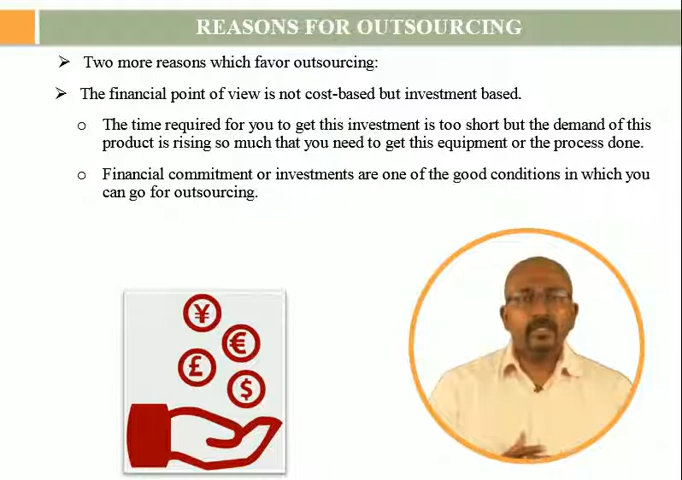 REASONS FOR OUTSOURCING
Two more reasons which favor outsourcing:
The financial point of view is not cost-based but investment based.
The time required for you to get this investment is too short but the demand of this
product is rising so much that you need to get this equipment or the process done.
Financial commitment or investments are one of the good conditions in which you
can go for outsourcing.
¥
€
£
$